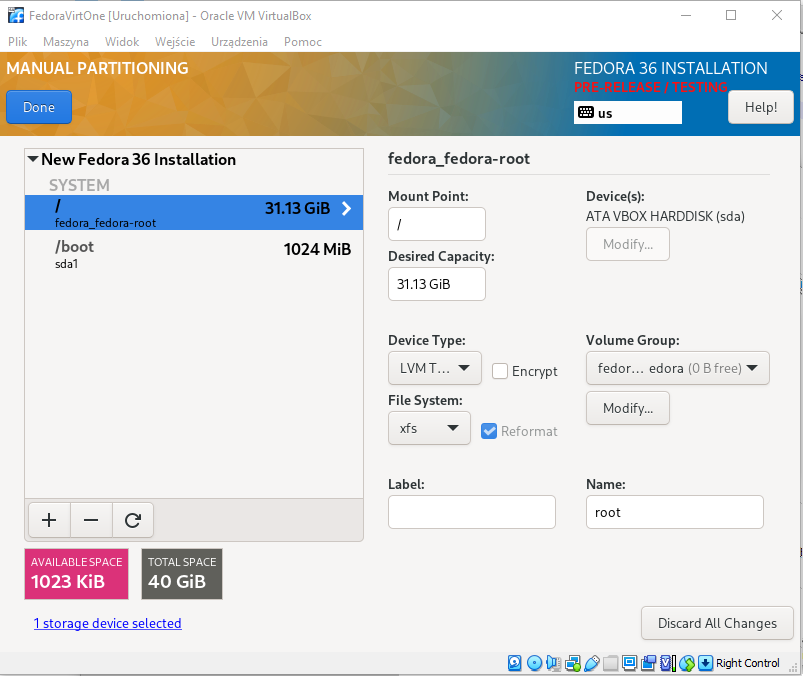 FedoraVirtOne [Uruchomiona] - Oracle VM VirtualBox
Plik Maszyna Widok Wejście Urządzenia Pomoc
MANUAL PARTITIONING
FEDORA 36 INSTALLATION
PRE-RELEASE / TESTING
Done
us
Help!
New Fedora 36 Installation
SYSTEM
/ 31.13 GiB
fedora_fedora-root
/boot 1024 MiB
sda1
AVAILABLE SPACE
1023 KiB
TOTAL SPACE
40 GiB
1 storage device selected
fedora_fedora-root
Mount Point:
/
Desired Capacity:
31.13 GiB
Device(s):
ATA VBOX HARDDISK (sda)
Modify...
Device Type:
LVM T... Encrypt
File System:
xfs Reformat
Volume Group:
fedor... edora (0 B free)
Modify...
Label:
Name:
root
Discard All Changes
Right Control